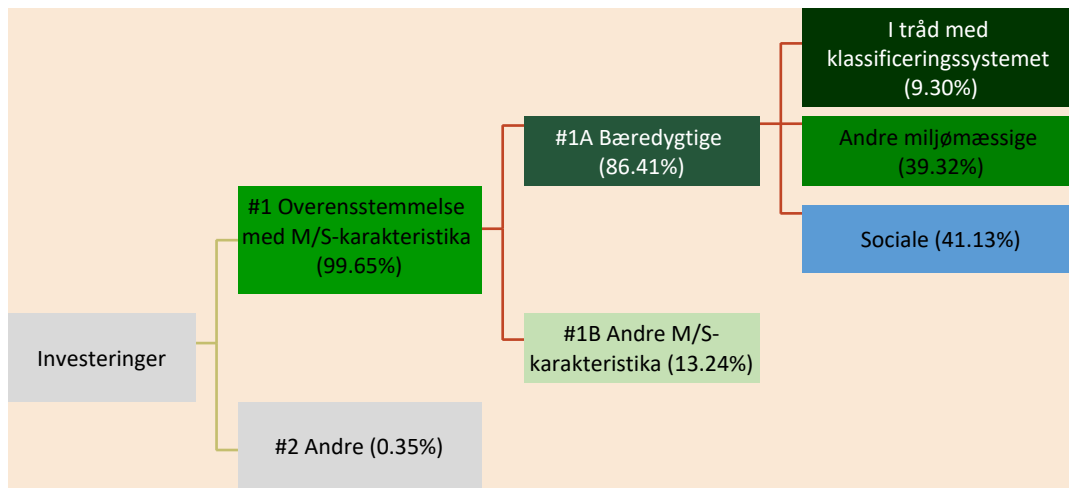 Investeringer
#1 Overensstemmelse
med M/S-karakteristika
(99.65%)
#2 Andre (0.35%)
#1A Bæredygtige
(86.41%)
#1B Andre M/S-
karakteristika (13.24%)
I tråd med
klassificeringssystemet
(9.30%)
Andre miljømæssige
(39.32%)
Sociale (41.13%)